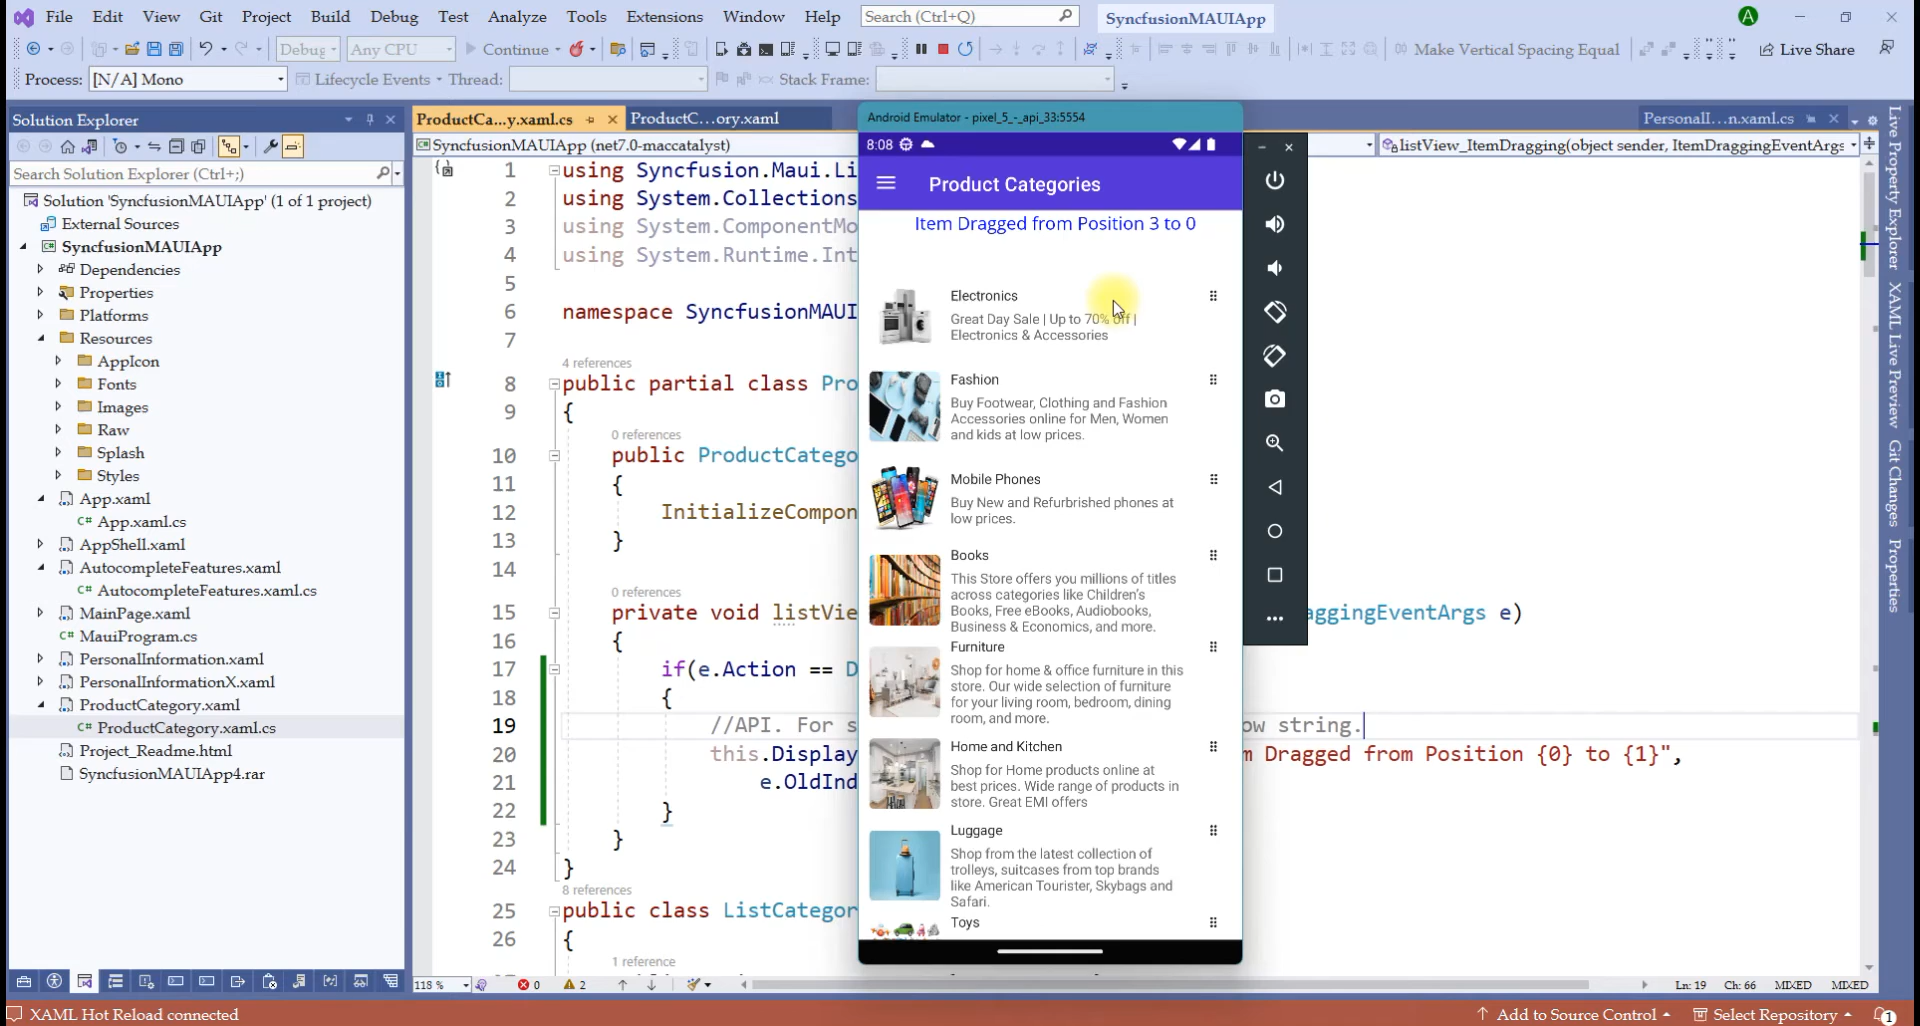 File Edit View Git Project Build Debug Test Analyze Tools Extensions Window Help Search (Ctrl+Q) SyncfusionMAUIApp A
Debug Any CPU Continue Make Vertical Spacing Equal Live Share
Process: [N/A] Mono Lifecycle Events Thread: Stack Frame:
Solution Explorer
Search Solution Explorer (Ctrl+;)
Solution 'SyncfusionMAUIApp' (1 of 1 project)
External Sources
SyncfusionMAUIApp
Dependencies
Properties
Platforms
Resources
AppIcon
Fonts
Images
Raw
Splash
Styles
App.xaml
C# App.xaml.cs
AppShell.xaml
AutocompleteFeatures.xaml
C# AutocompleteFeatures.xaml.cs
MainPage.xaml
C# MauiProgram.cs
PersonalInformation.xaml
PersonalInformationX.xaml
ProductCategory.xaml
C# ProductCategory.xaml.cs
Project_Readme.html
SyncfusionMAUIApp4.rar
ProductCa...y.xaml.cs ProductC...ory.xaml PersonalI...n.xaml.cs
SyncfusionMAUIApp (net7.0-maccatalyst) listView_ItemDragging(object sender, ItemDraggingEventArgs
1 using Syncfusion.Maui.Li
2 using System.Collections
3 using System.ComponentMo
4 using System.Runtime.Int
5
6 namespace SyncfusionMAUI
7
4 references
8 public partial class Pro
9 {
0 references
10 public ProductCatego
11 {
12 InitializeCompon
13 }
14
0 references
15 private void listVie aggingEventArgs e)
16 {
17 if(e.Action == D
18 {
19 //API. For s ow string.
20 this.Display m Dragged from Position {0} to {1}",
21 e.OldInd
22 }
23 }
24 }
8 references
25 public class ListCategor
26 {
1 reference
Android Emulator - pixel_5_-_api_33:5554
8:08
Product Categories
Item Dragged from Position 3 to 0
Electronics
Great Day Sale | Up to 70% off |
Electronics & Accessories
Fashion
Buy Footwear, Clothing and Fashion
Accessories online for Men, Women
and kids at low prices.
Mobile Phones
Buy New and Refurbrished phones at
low prices.
Books
This Store offers you millions of titles
across categories like Children's
Books, Free eBooks, Audiobooks,
Business & Economics, and more.
Furniture
Shop for home & office furniture in this
store. Our wide selection of furniture
for your living room, bedroom, dining
room, and more.
Home and Kitchen
Shop for Home products online at
best prices. Wide range of products in
store. Great EMI offers
Luggage
Shop from the latest collection of
trolleys, suitcases from top brands
like American Tourister, Skybags and
Safari.
Toys
Live Property Explorer
XAML Live Preview
Git Changes
Properties
118 % 0 2 Ln: 19 Ch: 66 MIXED MIXED
XAML Hot Reload connected Add to Source Control Select Repository 1